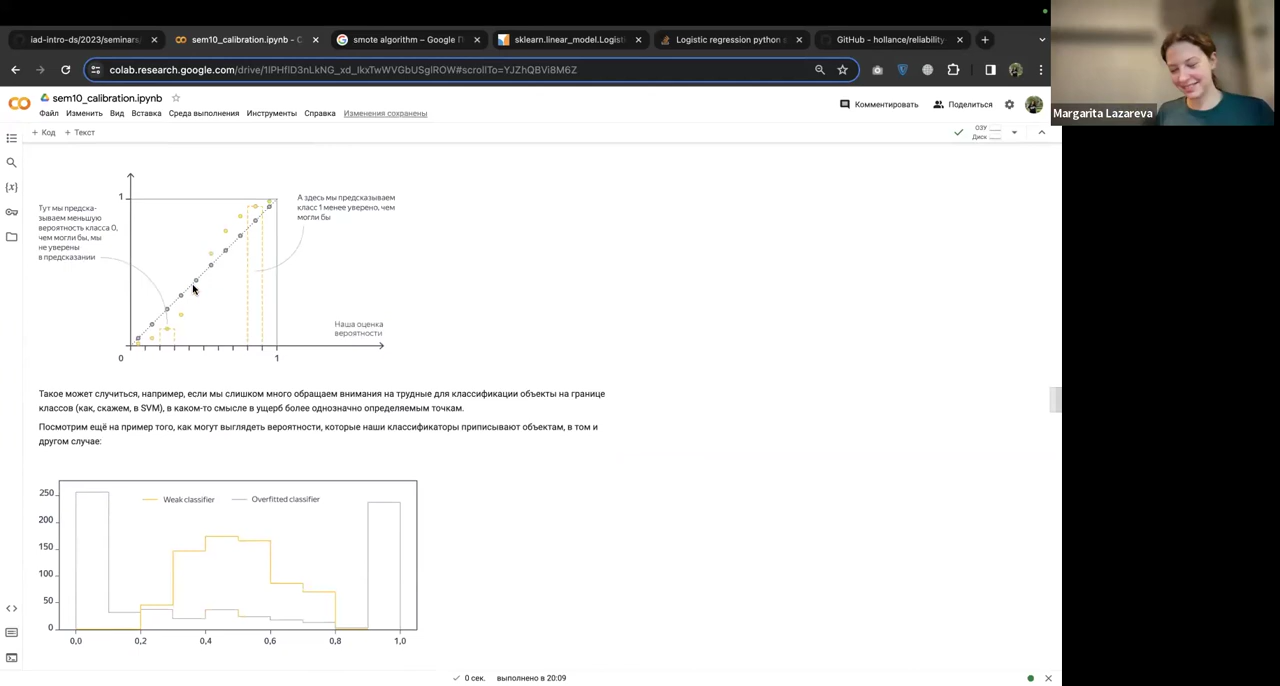 iad-intro-ds/2023/seminars
sem10_calibration.ipynb - C
smote algorithm – Google П
sklearn.linear_model.Logisti
Logistic regression python s
GitHub - hollance/reliability-
colab.research.google.com/drive/1lPHflD3nLkNG_xd_IkxTwWVGbUSglROW#scrollTo=YJZhQBVi8M6Z
sem10_calibration.ipynb
Комментировать
Поделиться
Margarita Lazareva
Файл Изменить Вид Вставка Среда выполнения Инструменты Справка Изменения сохранены
+ Код + Текст
ОЗУ
Диск
1
Тут мы предска-
зываем меньшую
вероятность класса 0,
чем могли бы, мы
не уверены
в предсказании
А здесь мы предсказываем
класс 1 менее уверено, чем
могли бы
Наша оценка
вероятности
0
1
Такое может случиться, например, если мы слишком много обращаем внимания на трудные для классификации объекты на границе
классов (как, скажем, в SVM), в каком-то смысле в ущерб более однозначно определяемым точкам.
Посмотрим ещё на пример того, как могут выглядеть вероятности, которые наши классификаторы приписывают объектам, в том и
другом случае:
Weak classifier
Overfitted classifier
250
200
150
100
50
0
0,0 0,2 0,4 0,6 0,8 1,0
0 сек. выполнено в 20:09